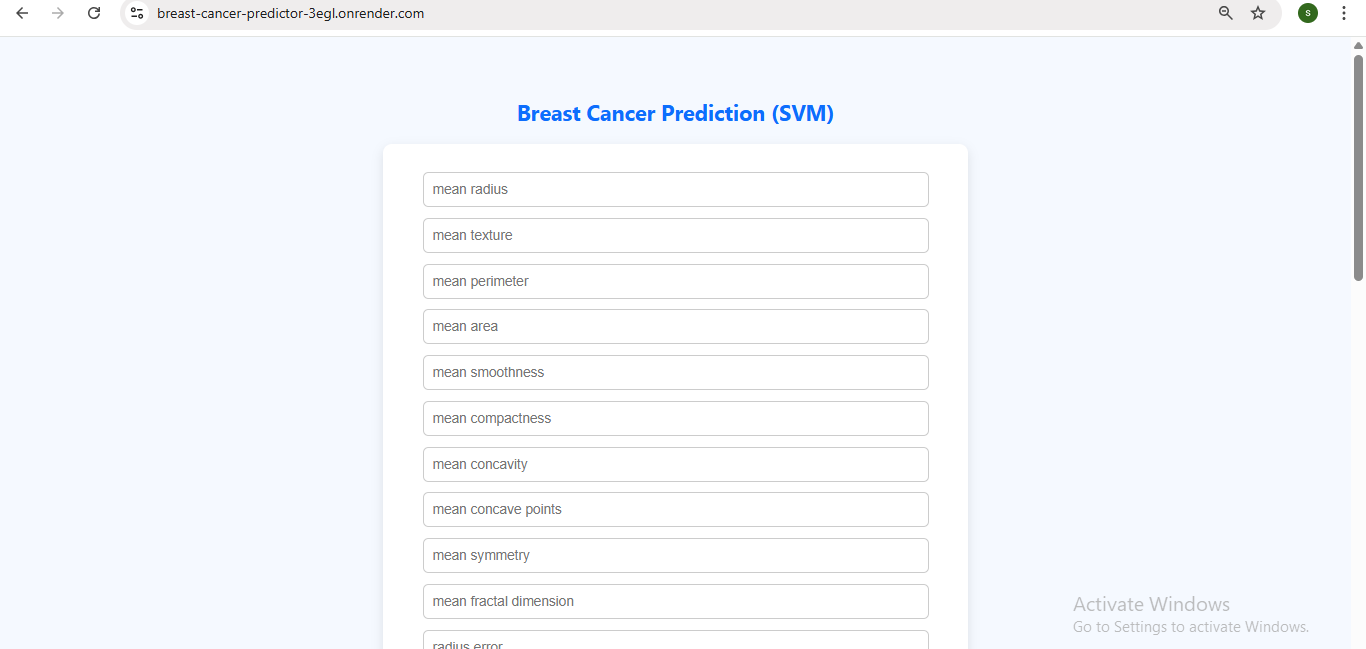 breast-cancer-predictor-3egl.onrender.com
s
Breast Cancer Prediction (SVM)
mean radius
mean texture
mean perimeter
mean area
mean smoothness
mean compactness
mean concavity
mean concave points
mean symmetry
mean fractal dimension
radius error
Activate Windows
Go to Settings to activate Windows.